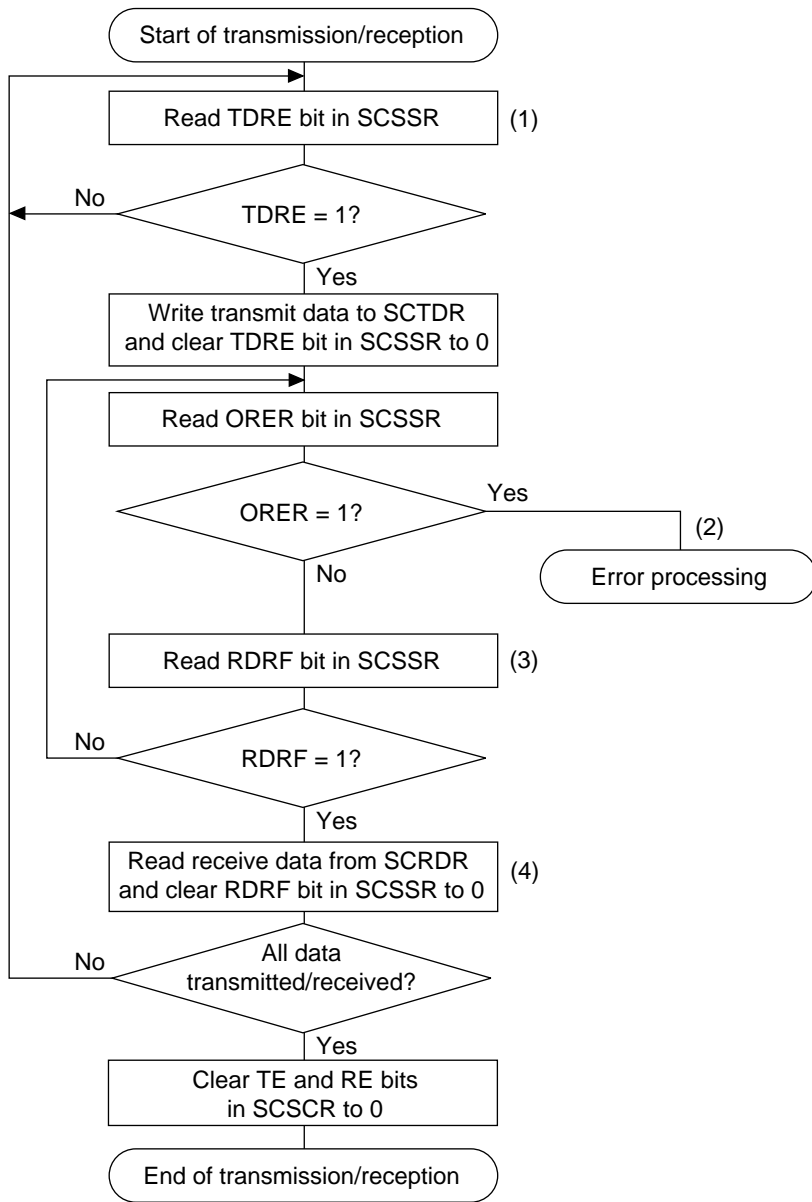 Start of transmission/reception
Read TDRE bit in SCSSR
(1)
No
TDRE = 1?
Yes
Write transmit data to SCTDR
and clear TDRE bit in SCSSR to 0
Read ORER bit in SCSSR
Yes
ORER = 1?
(2)
No
Error processing
Read RDRF bit in SCSSR
(3)
No
RDRF = 1?
Yes
Read receive data from SCRDR
and clear RDRF bit in SCSSR to 0
(4)
All data
No
transmitted/received?
Yes
Clear TE and RE bits
in SCSCR to 0
End of transmission/reception